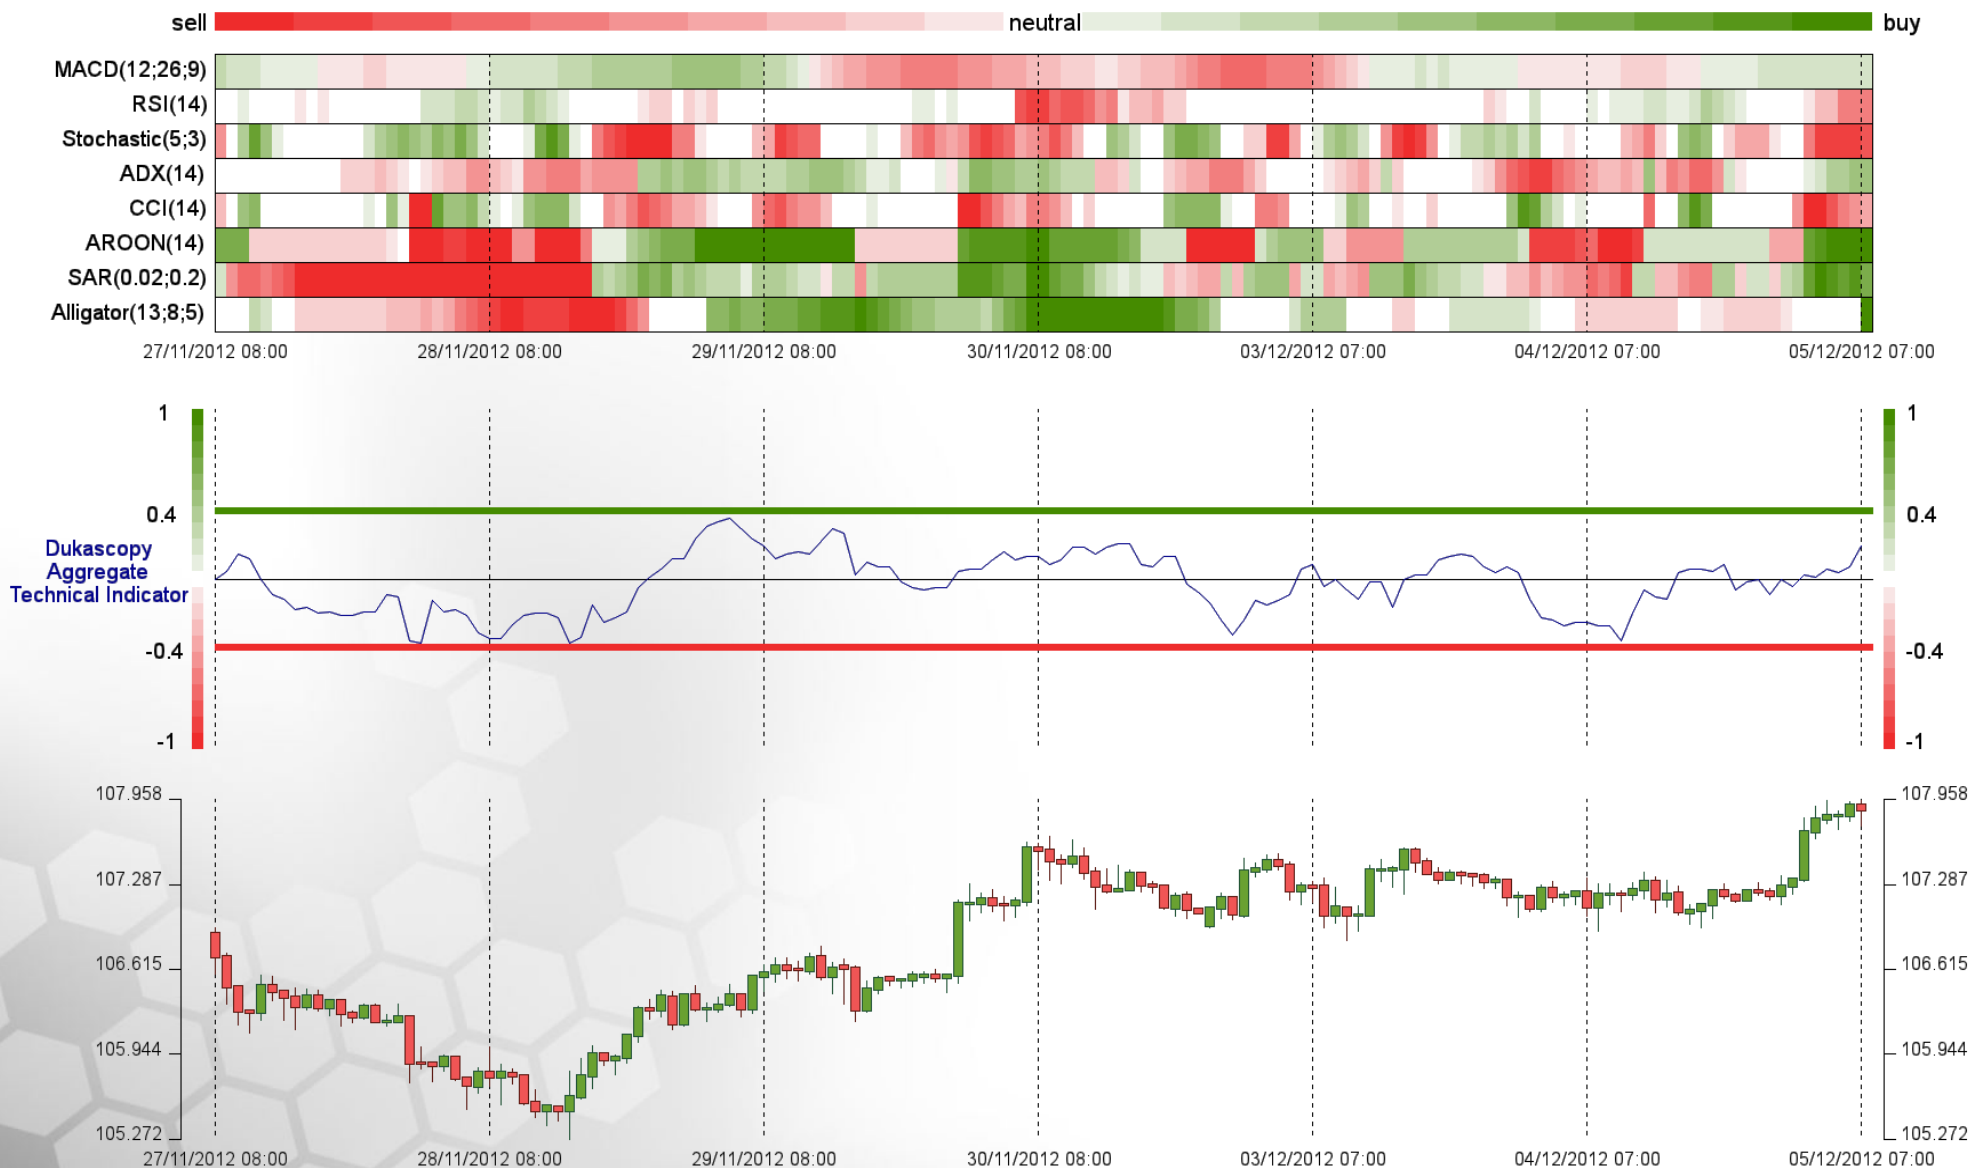 sell neutral buy
MACD(12;26;9)
RSI(14)
Stochastic(5;3)
ADX(14)
CCI(14)
AROON(14)
SAR(0.02;0.2)
Alligator(13;8;5)
27/11/2012 08:00 28/11/2012 08:00 29/11/2012 08:00 30/11/2012 08:00 03/12/2012 07:00 04/12/2012 07:00 05/12/2012 07:00
1 1
0.4 0.4
Dukascopy
Aggregate
Technical Indicator
-0.4 -0.4
-1 -1
107.958 107.958
107.287 107.287
106.615 106.615
105.944 105.944
105.272 105.272
27/11/2012 08:00 28/11/2012 08:00 29/11/2012 08:00 30/11/2012 08:00 03/12/2012 07:00 04/12/2012 07:00 05/12/2012 07:00